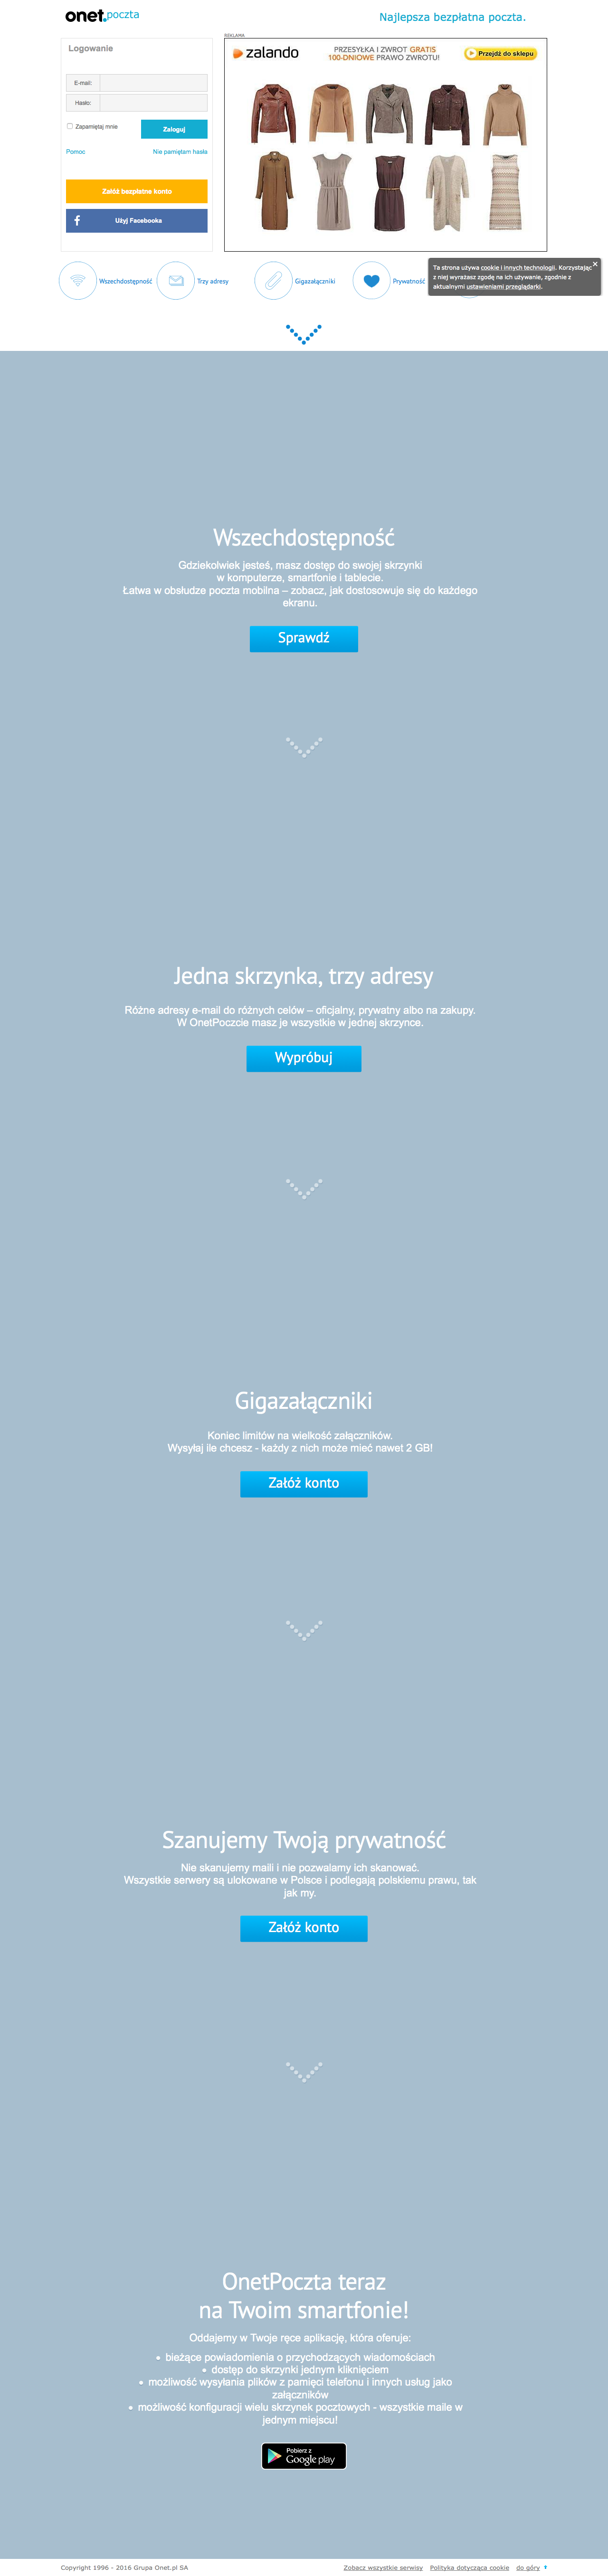 onet.poczta
Najlepsza bezpłatna poczta.
REKLAMA
Logowanie
E-mail:
Hasło:
Zapamiętaj mnie
Zaloguj
Pomoc
Nie pamiętam hasła
Załóż bezpłatne konto
f Użyj Facebooka
zalando
PRZESYŁKA I ZWROT GRATIS
100-DNIOWE PRAWO ZWROTU!
Przejdź do sklepu
Wszechdostępność
Trzy adresy
Gigazałączniki
Prywatność
Ta strona używa cookie i innych technologii. Korzystając
z niej wyrażasz zgodę na ich używanie, zgodnie z
aktualnymi ustawieniami przeglądarki.
Wszechdostępność
Gdziekolwiek jesteś, masz dostęp do swojej skrzynki
w komputerze, smartfonie i tablecie.
Łatwa w obsłudze poczta mobilna – zobacz, jak dostosowuje się do każdego
ekranu.
Sprawdź
Jedna skrzynka, trzy adresy
Różne adresy e-mail do różnych celów – oficjalny, prywatny albo na zakupy.
W OnetPoczcie masz je wszystkie w jednej skrzynce.
Wypróbuj
Gigazałączniki
Koniec limitów na wielkość załączników.
Wysyłaj ile chcesz - każdy z nich może mieć nawet 2 GB!
Załóż konto
Szanujemy Twoją prywatność
Nie skanujemy maili i nie pozwalamy ich skanować.
Wszystkie serwery są ulokowane w Polsce i podlegają polskiemu prawu, tak
jak my.
Załóż konto
OnetPoczta teraz
na Twoim smartfonie!
Oddajemy w Twoje ręce aplikację, która oferuje:
• bieżące powiadomienia o przychodzących wiadomościach
• dostęp do skrzynki jednym kliknięciem
• możliwość wysyłania plików z pamięci telefonu i innych usług jako
załączników
• możliwość konfiguracji wielu skrzynek pocztowych - wszystkie maile w
jednym miejscu!
Pobierz z
Google play
Copyright 1996 - 2016 Grupa Onet.pl SA
Zobacz wszystkie serwisy
Polityka dotycząca cookie
do góry